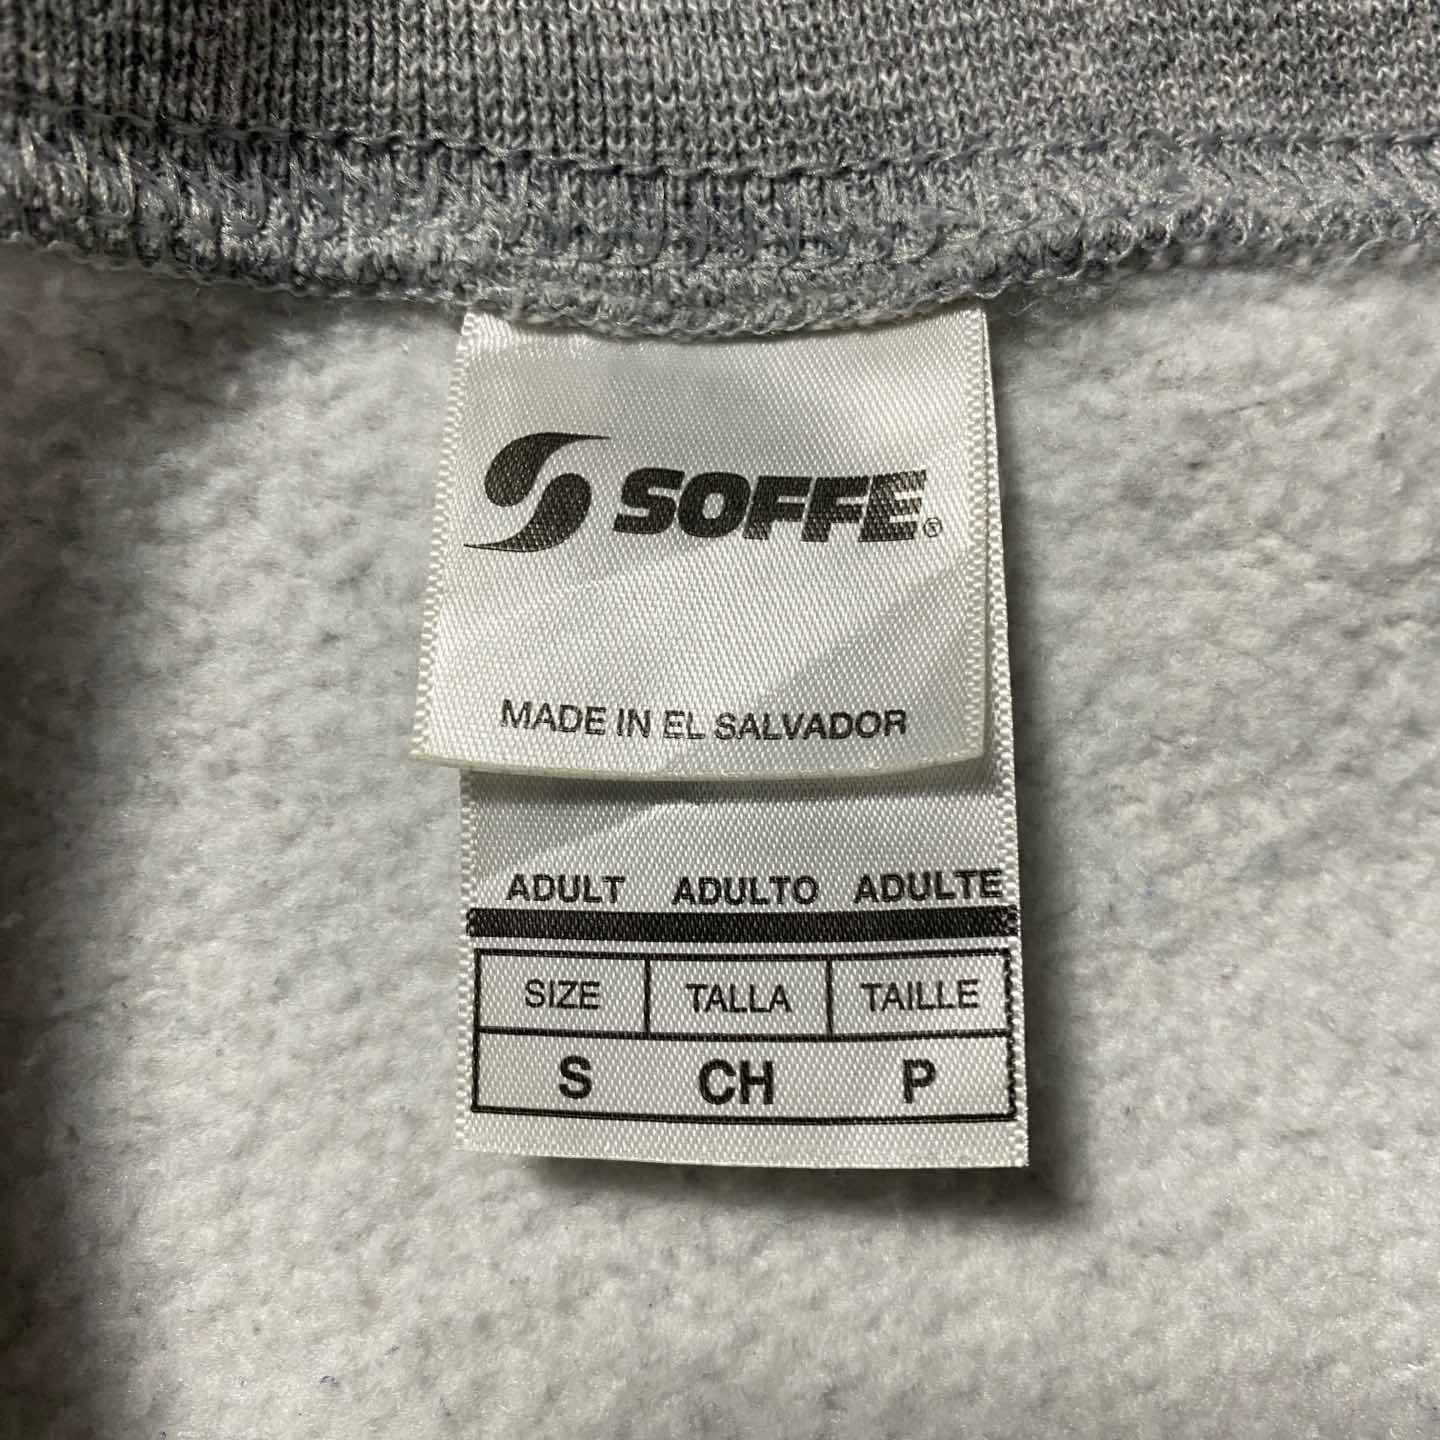 SOFFE®
MADE IN EL SALVADOR
ADULT ADULTO ADULTE
SIZE TALLA TAILLE
S CH P